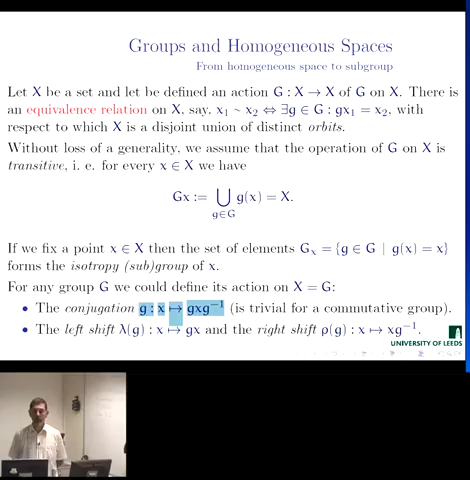 Groups and Homogeneous Spaces
From homogeneous space to subgroup
Let X be a set and let be defined an action G : X → X of G on X. There is
an equivalence relation on X, say, x₁ ∼ x₂ ⇔ ∃g ∈ G : gx₁ = x₂, with
respect to which X is a disjoint union of distinct orbits.
Without loss of a generality, we assume that the operation of G on X is
transitive, i. e. for every x ∈ X we have
Gx := ⋃ g(x) = X.
g∈G
If we fix a point x ∈ X then the set of elements Gₓ = {g ∈ G | g(x) = x}
forms the isotropy (sub)group of x.
For any group G we could define its action on X = G:
• The conjugation g : x ↦ gxg⁻¹ (is trivial for a commutative group).
• The left shift λ(g) : x ↦ gx and the right shift ρ(g) : x ↦ xg⁻¹.
UNIVERSITY OF LEEDS